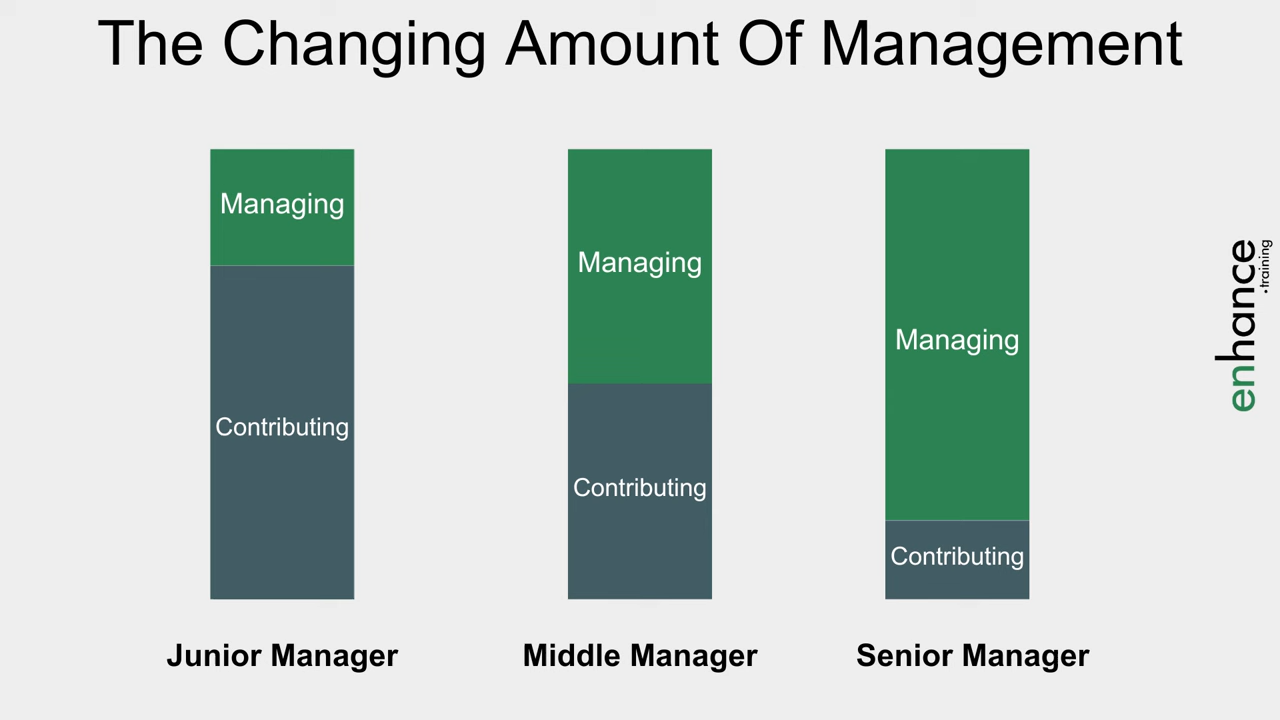 The Changing Amount Of Management
Managing
Contributing
Junior Manager
Managing
Contributing
Middle Manager
Managing
Contributing
Senior Manager
enhance
.training